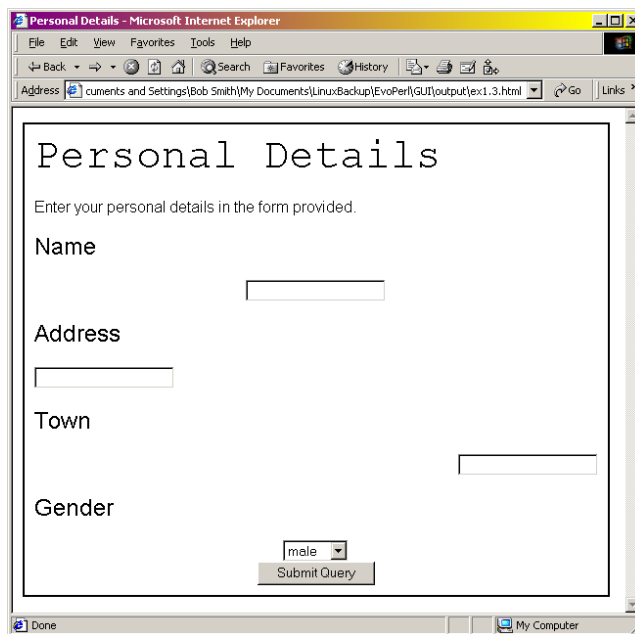 Personal Details - Microsoft Internet Explorer
File Edit View Favorites Tools Help
Back Search Favorites History
Address cuments and Settings\Bob Smith\My Documents\LinuxBackup\EvoPerl\GUI\output\ex1.3.html Go Links »
Personal Details
Enter your personal details in the form provided.
Name
Address
Town
Gender
male
Submit Query
Done My Computer